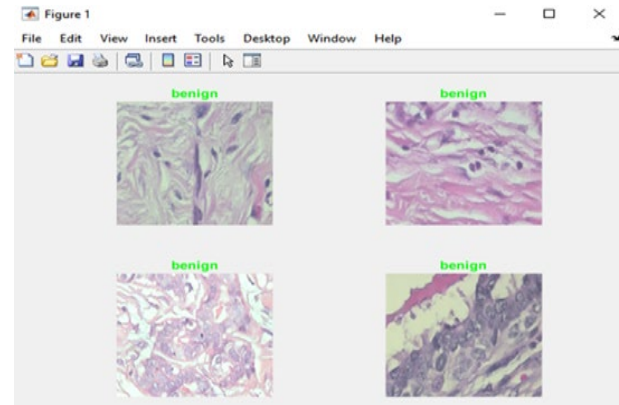 Figure 1
File Edit View Insert Tools Desktop Window Help
benign benign
benign benign